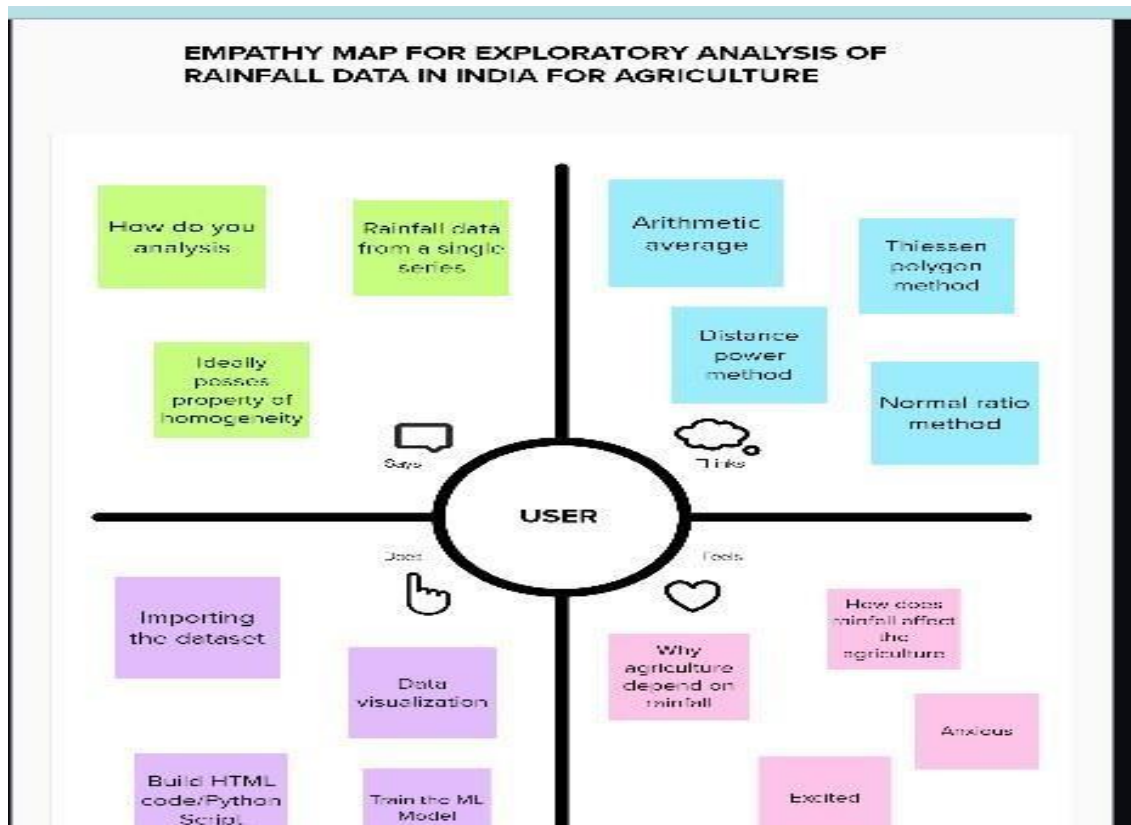 EMPATHY MAP FOR EXPLORATORY ANALYSIS OF
RAINFALL DATA IN INDIA FOR AGRICULTURE
How do you
analysis
Rainfall data
from a single
series
Ideally
posses
property of
homogeneity
Says
Arithmetic
average
Thiessen
polygon
method
Distance
power
method
Normal ratio
method
Thinks
USER
Does
Importing
the dataset
Data
visualization
Build HTML
code/Python
Script
Train the ML
Model
Feels
Why
agriculture
depend on
rainfall
How does
rainfall affect
the
agriculture
Anxious
Excited